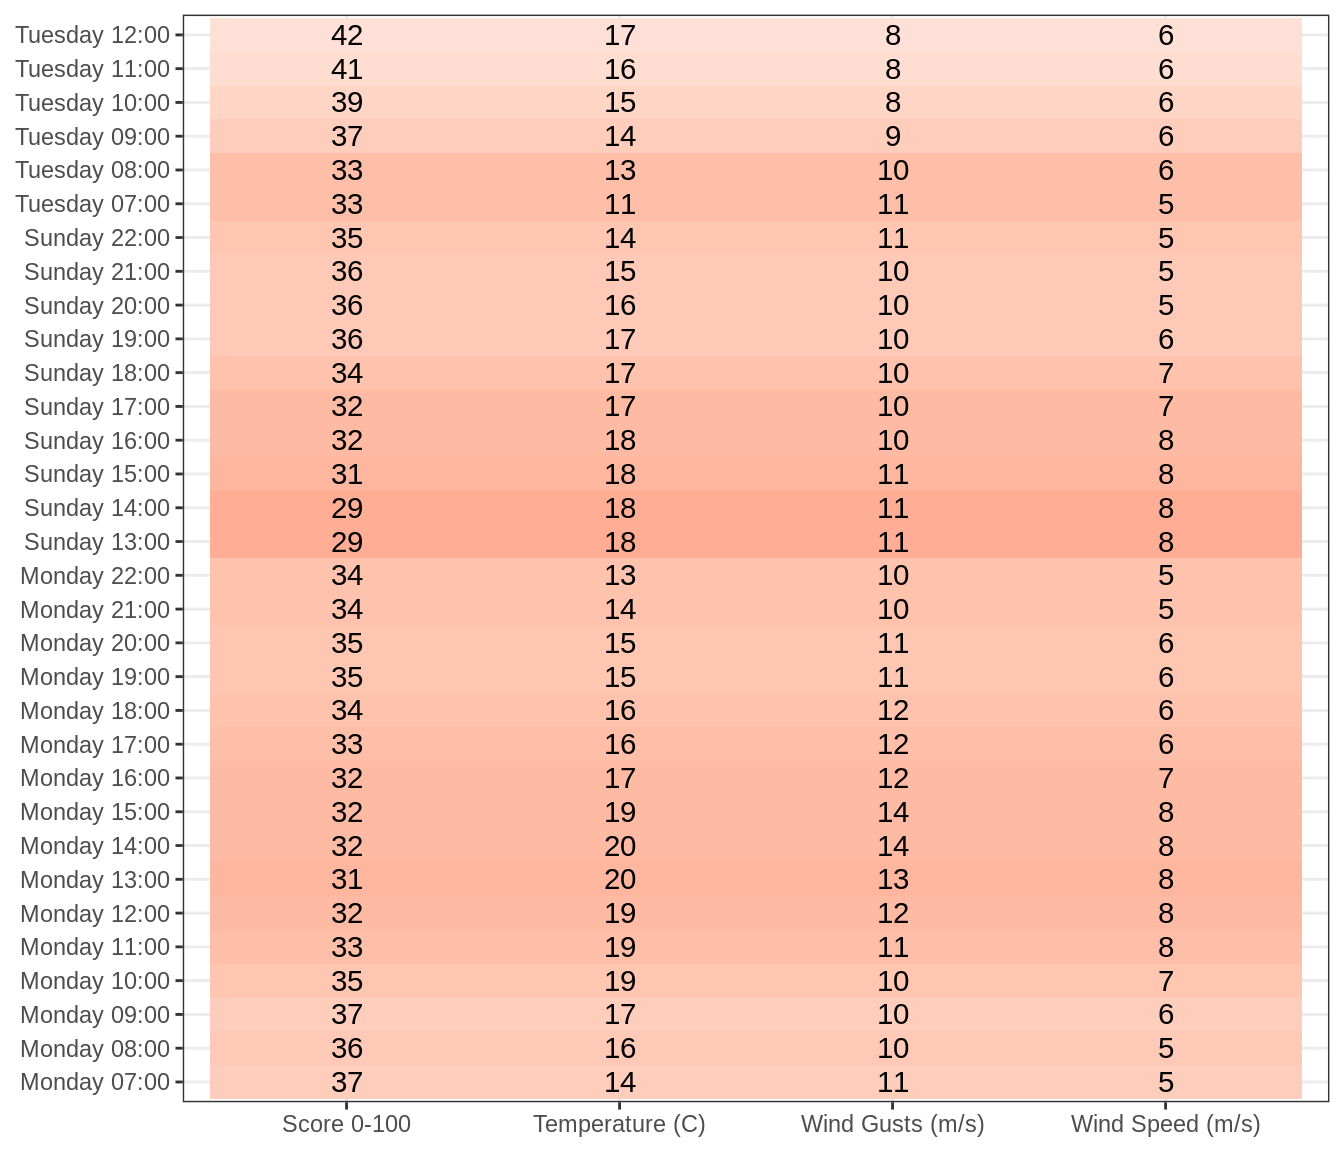 Tuesday 12:00 42 17 8 6
Tuesday 11:00 41 16 8 6
Tuesday 10:00 39 15 8 6
Tuesday 09:00 37 14 9 6
Tuesday 08:00 33 13 10 6
Tuesday 07:00 33 11 11 5
Sunday 22:00 35 14 11 5
Sunday 21:00 36 15 10 5
Sunday 20:00 36 16 10 5
Sunday 19:00 36 17 10 6
Sunday 18:00 34 17 10 7
Sunday 17:00 32 17 10 7
Sunday 16:00 32 18 10 8
Sunday 15:00 31 18 11 8
Sunday 14:00 29 18 11 8
Sunday 13:00 29 18 11 8
Monday 22:00 34 13 10 5
Monday 21:00 34 14 10 5
Monday 20:00 35 15 11 6
Monday 19:00 35 15 11 6
Monday 18:00 34 16 12 6
Monday 17:00 33 16 12 6
Monday 16:00 32 17 12 7
Monday 15:00 32 19 14 8
Monday 14:00 32 20 14 8
Monday 13:00 31 20 13 8
Monday 12:00 32 19 12 8
Monday 11:00 33 19 11 8
Monday 10:00 35 19 10 7
Monday 09:00 37 17 10 6
Monday 08:00 36 16 10 5
Monday 07:00 37 14 11 5
Score 0-100 Temperature (C) Wind Gusts (m/s) Wind Speed (m/s)